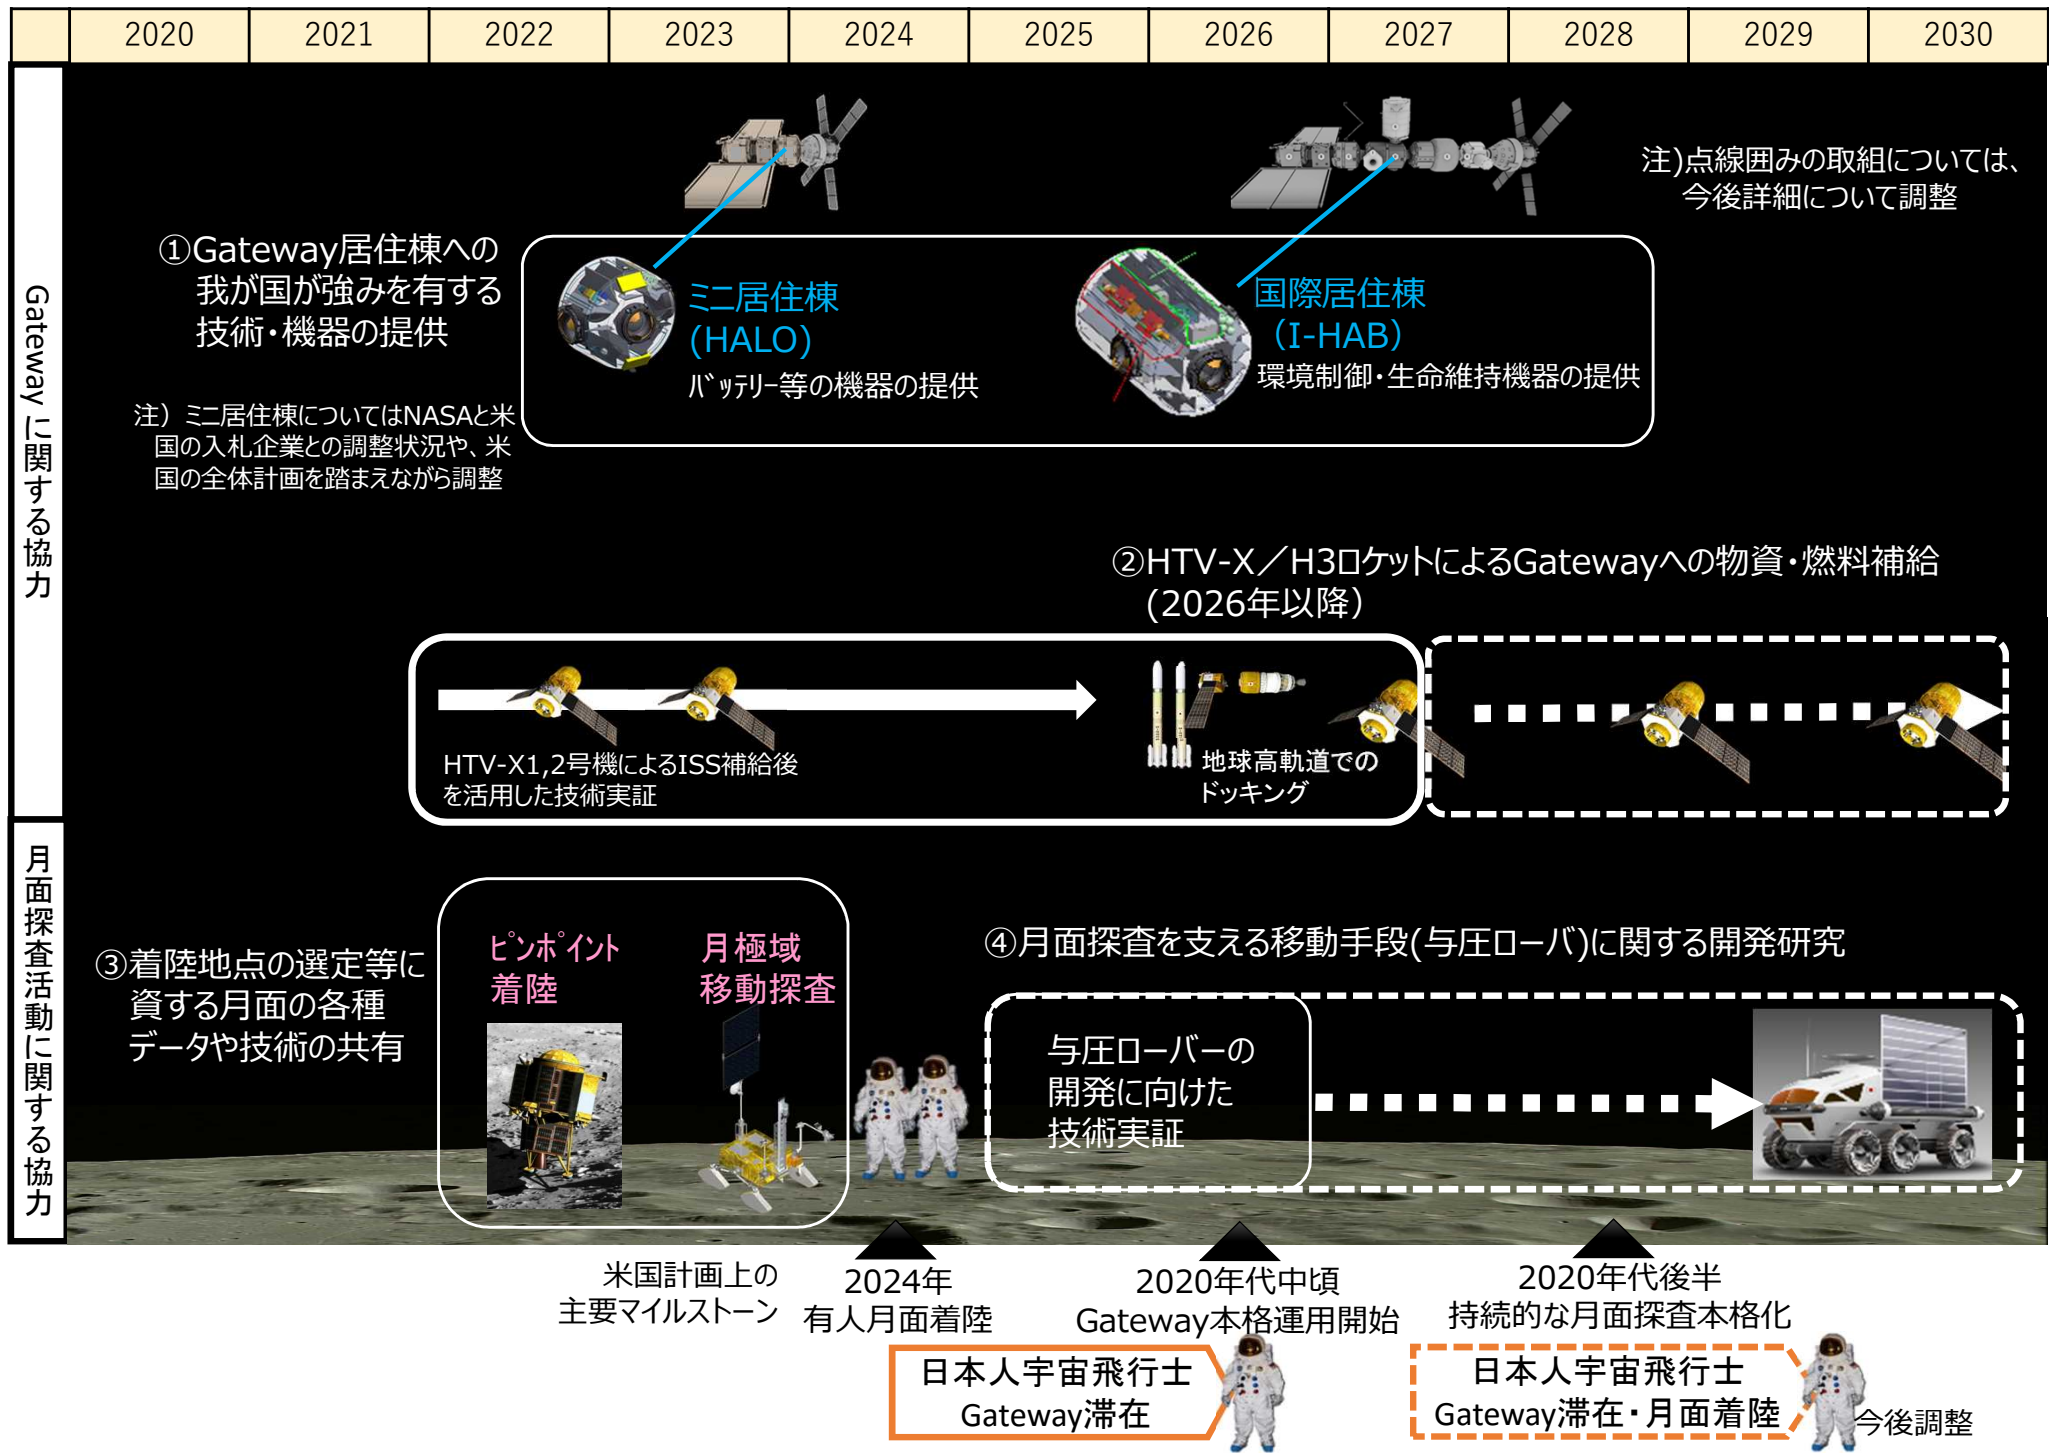 2020 2021 2022 2023 2024 2025 2026 2027 2028 2029 2030
Gateway に関する協力
注)点線囲みの取組については、
今後詳細について調整
①Gateway居住棟への
我が国が強みを有する
技術・機器の提供
ミニ居住棟
(HALO)
ﾊﾞｯﾃﾘｰ等の機器の提供
国際居住棟
（I-HAB）
環境制御・生命維持機器の提供
注）ミニ居住棟についてはNASAと米
国の入札企業との調整状況や、米
国の全体計画を踏まえながら調整
②HTV-X／H3ロケットによるGatewayへの物資・燃料補給
(2026年以降）
HTV-X1,2号機によるISS補給後
を活用した技術実証
地球高軌道での
ドッキング
月面探査活動に関する協力
③着陸地点の選定等に
資する月面の各種
データや技術の共有
ﾋﾟﾝﾎﾟｲﾝﾄ
着陸
月極域
移動探査
④月面探査を支える移動手段(与圧ローバ)に関する開発研究
与圧ローバーの
開発に向けた
技術実証
米国計画上の
主要マイルストーン
2024年
有人月面着陸
2020年代中頃
Gateway本格運用開始
2020年代後半
持続的な月面探査本格化
日本人宇宙飛行士
Gateway滞在
日本人宇宙飛行士
Gateway滞在・月面着陸
今後調整